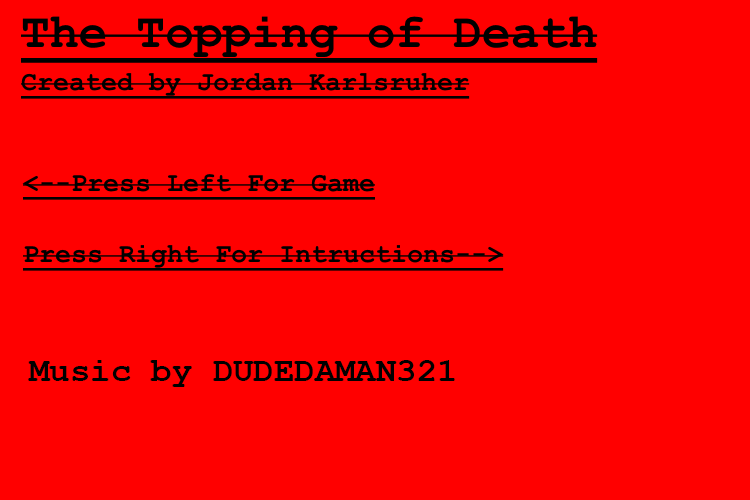 The Topping of Death
Created by Jordan Karlsruher
<--Press Left For Game
Press Right For Intructions-->
Music by DUDEDAMAN321